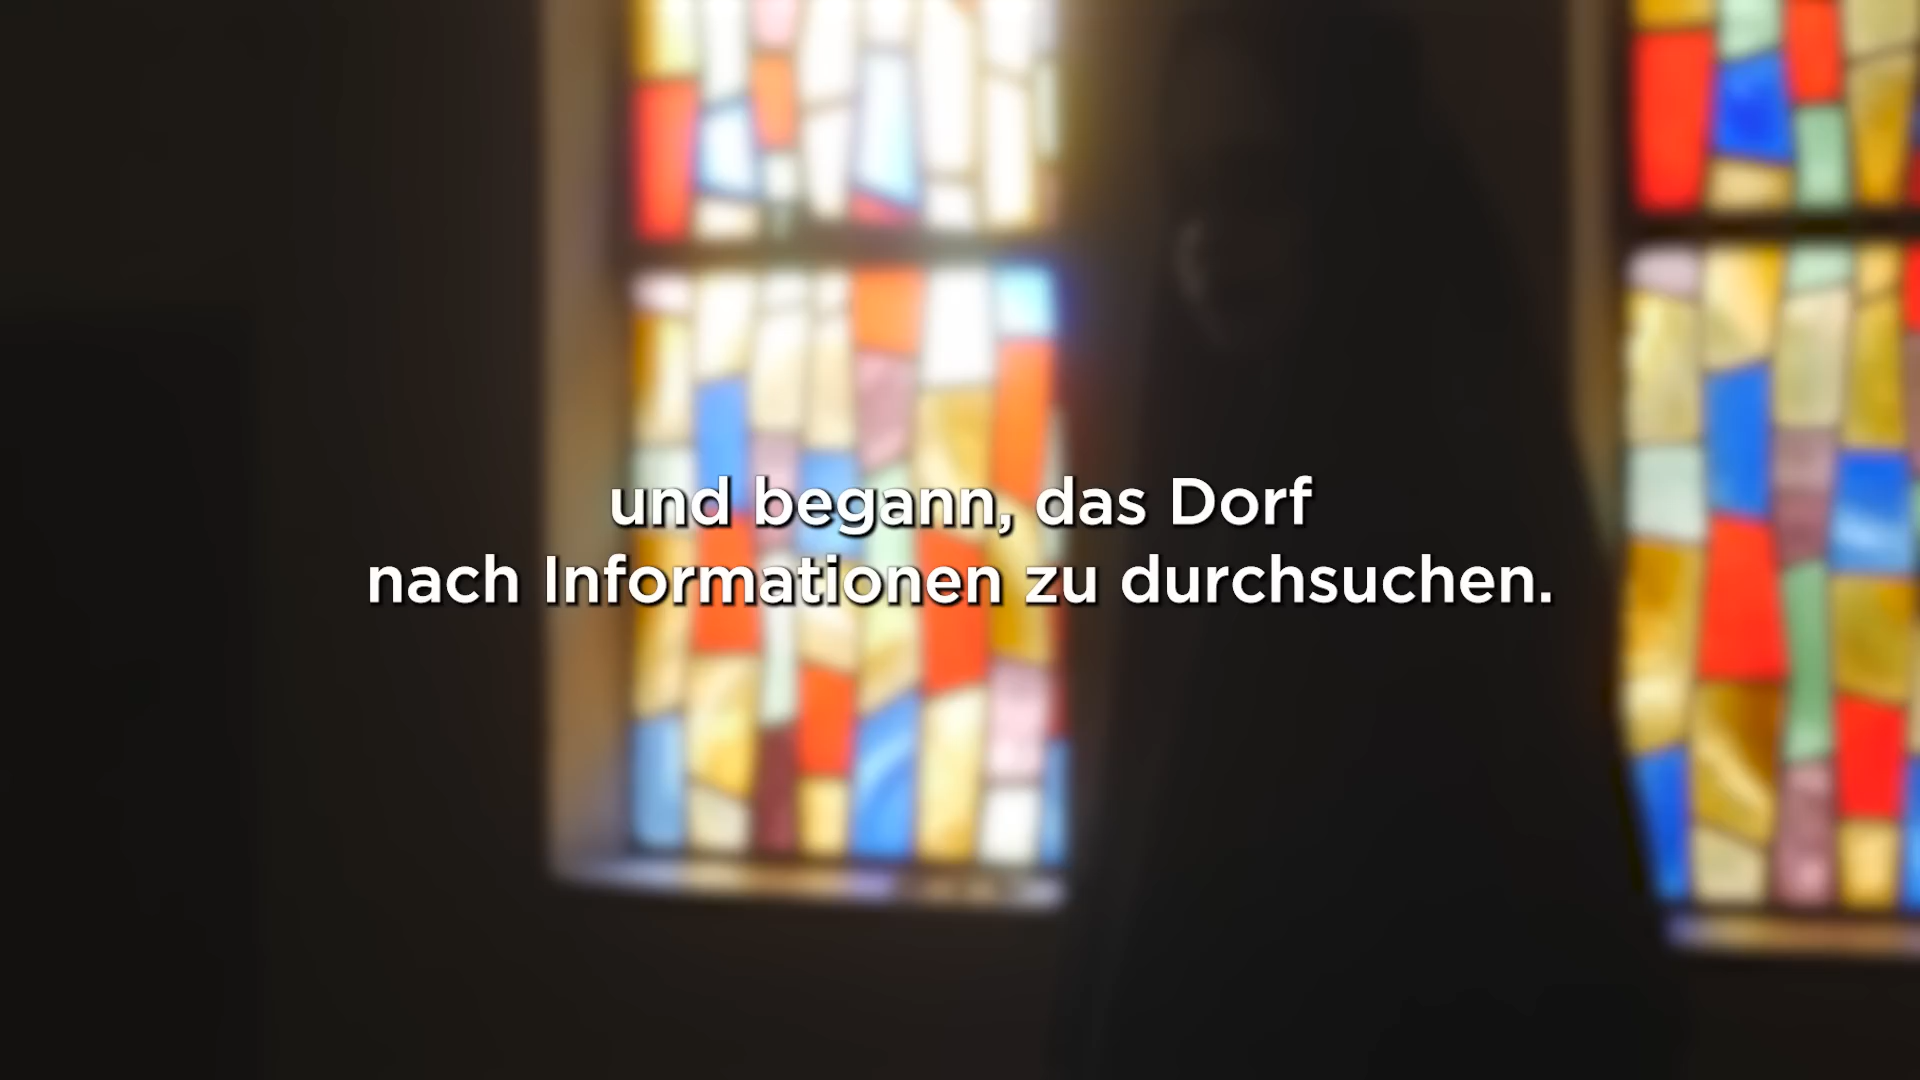 und begann, das Dorf
nach Informationen zu durchsuchen.